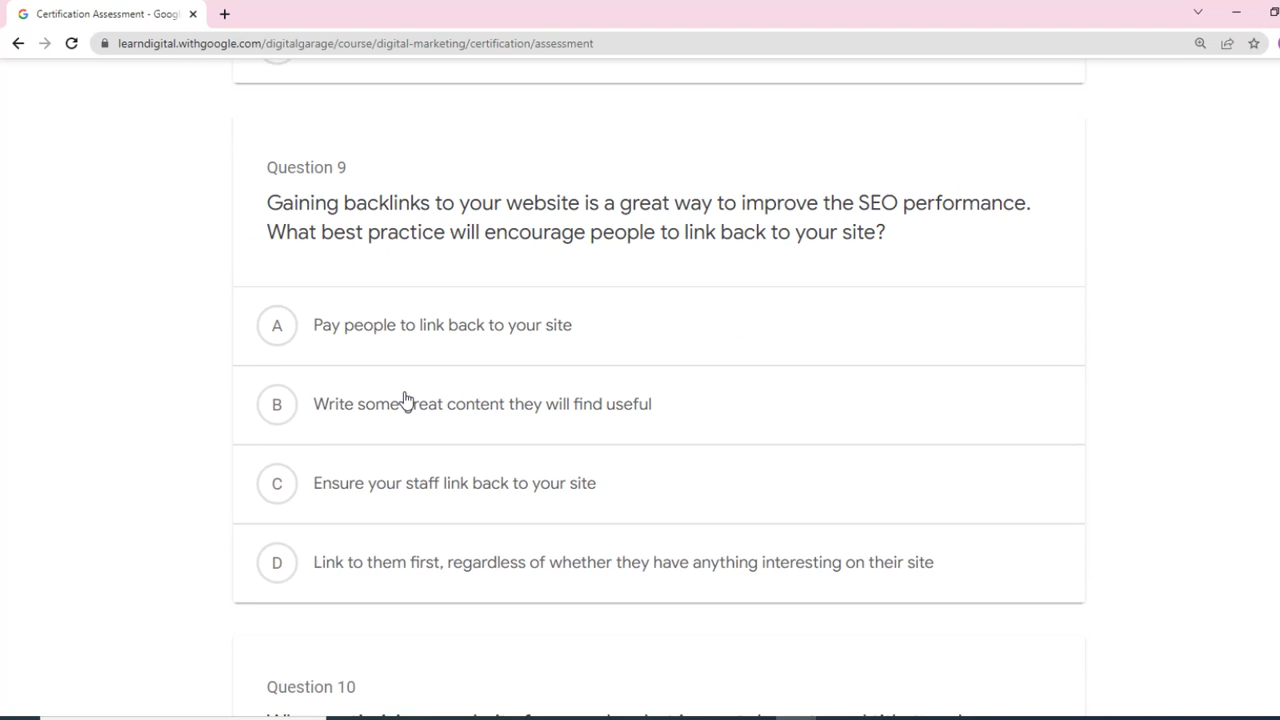 Certification Assessment - Goog
learndigital.withgoogle.com/digitalgarage/course/digital-marketing/certification/assessment
Question 9
Gaining backlinks to your website is a great way to improve the SEO performance.
What best practice will encourage people to link back to your site?
A Pay people to link back to your site
B Write some great content they will find useful
C Ensure your staff link back to your site
D Link to them first, regardless of whether they have anything interesting on their site
Question 10